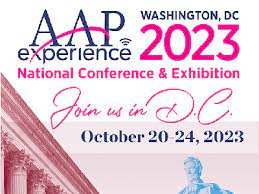 AAP WASHINGTON, DC
experience 2023
National Conference & Exhibition
Join us in D.C.
October 20-24, 2023